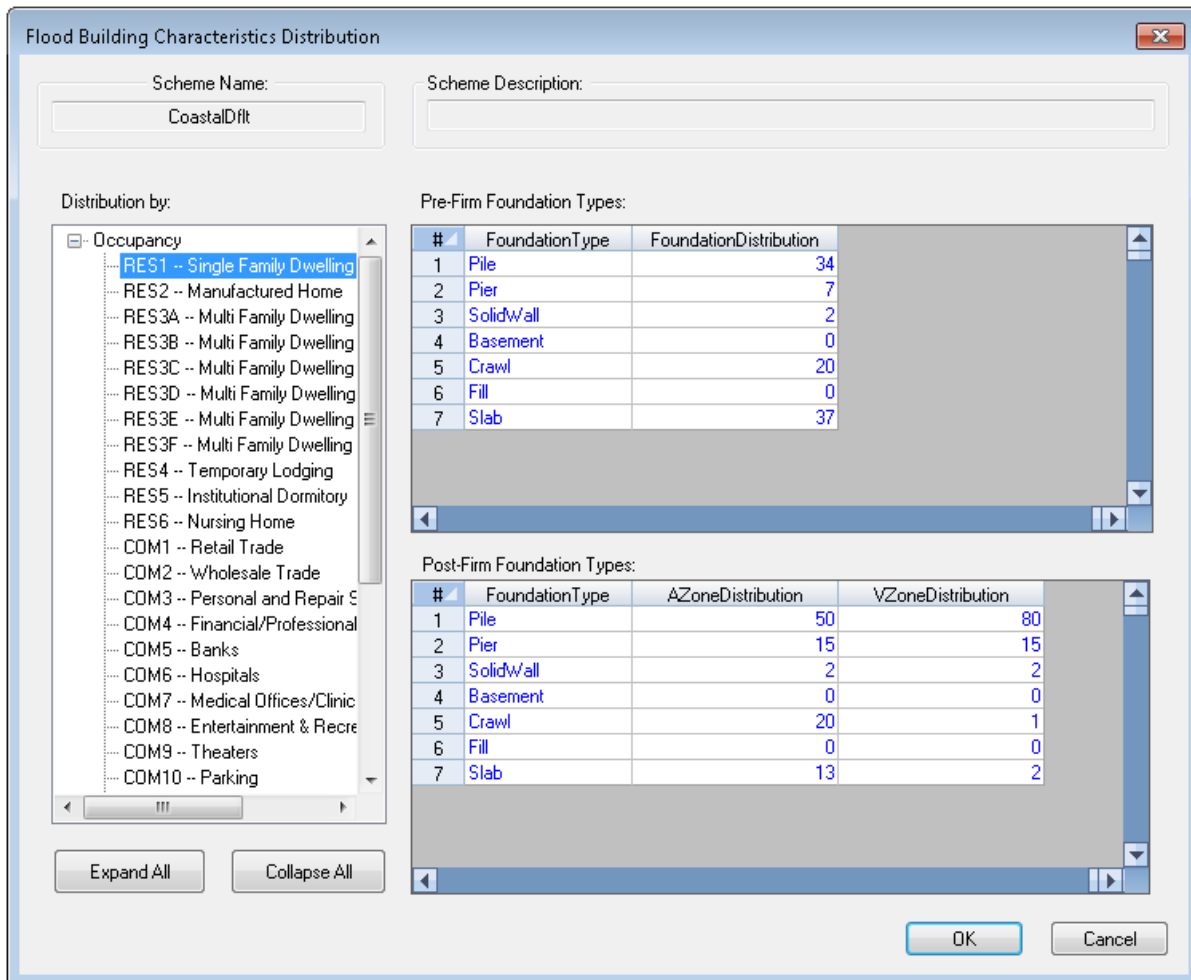 Flood Building Characteristics Distribution
Scheme Name:
CoastalDflt
Scheme Description:
Distribution by:
Occupancy
RES1 -- Single Family Dwelling
RES2 -- Manufactured Home
RES3A -- Multi Family Dwelling
RES3B -- Multi Family Dwelling
RES3C -- Multi Family Dwelling
RES3D -- Multi Family Dwelling
RES3E -- Multi Family Dwelling
RES3F -- Multi Family Dwelling
RES4 -- Temporary Lodging
RES5 -- Institutional Dormitory
RES6 -- Nursing Home
COM1 -- Retail Trade
COM2 -- Wholesale Trade
COM3 -- Personal and Repair S
COM4 -- Financial/Professional
COM5 -- Banks
COM6 -- Hospitals
COM7 -- Medical Offices/Clinic
COM8 -- Entertainment & Recre
COM9 -- Theaters
COM10 -- Parking
Expand All
Collapse All
Pre-Firm Foundation Types:
# FoundationType FoundationDistribution
1 Pile 34
2 Pier 7
3 SolidWall 2
4 Basement 0
5 Crawl 20
6 Fill 0
7 Slab 37
Post-Firm Foundation Types:
# FoundationType AZoneDistribution VZoneDistribution
1 Pile 50 80
2 Pier 15 15
3 SolidWall 2 2
4 Basement 0 0
5 Crawl 20 1
6 Fill 0 0
7 Slab 13 2
OK
Cancel